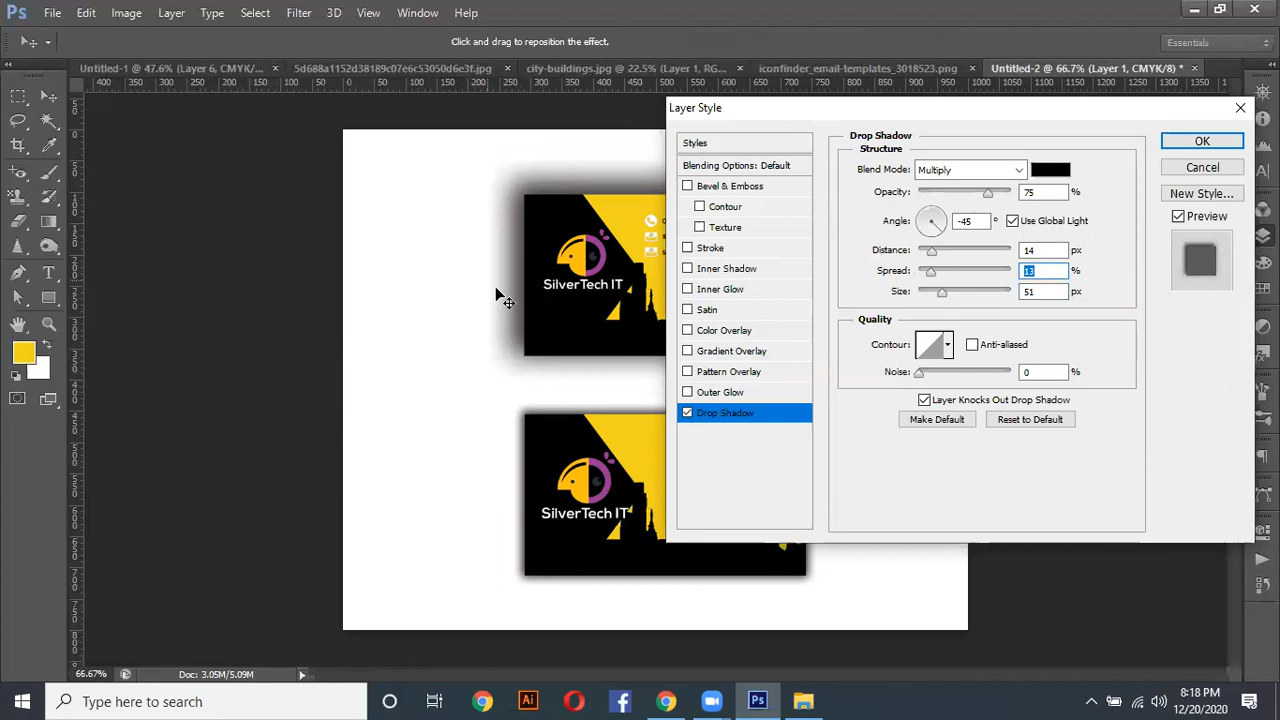 Ps File Edit Image Layer Type Select Filter 3D View Window Help
Click and drag to reposition the effect.
Essentials
Untitled-1 @ 47.6% (Layer 6, CMYK/... × 5d688a1152d38189c07e6c53050d6e3f.jpg × city-buildings.jpg @ 22.5% (Layer 1, RG... × iconfinder_email-templates_3018523.png × Untitled-2 @ 66.7% (Layer 1, CMYK/8) * ×
Layer Style
Styles
Blending Options: Default
Bevel & Emboss
Contour
Texture
Stroke
Inner Shadow
Inner Glow
Satin
Color Overlay
Gradient Overlay
Pattern Overlay
Outer Glow
Drop Shadow
Drop Shadow
Structure
Blend Mode: Multiply
Opacity: 75 %
Angle: -45 ° Use Global Light
Distance: 14 px
Spread: 13 %
Size: 51 px
Quality
Contour: Anti-aliased
Noise: 0 %
Layer Knocks Out Drop Shadow
Make Default Reset to Default
OK
Cancel
New Style...
Preview
SilverTech IT
SilverTech IT
66.67% Doc: 3.05M/5.09M
Type here to search
Ai
Ps
8:18 PM
12/20/2020